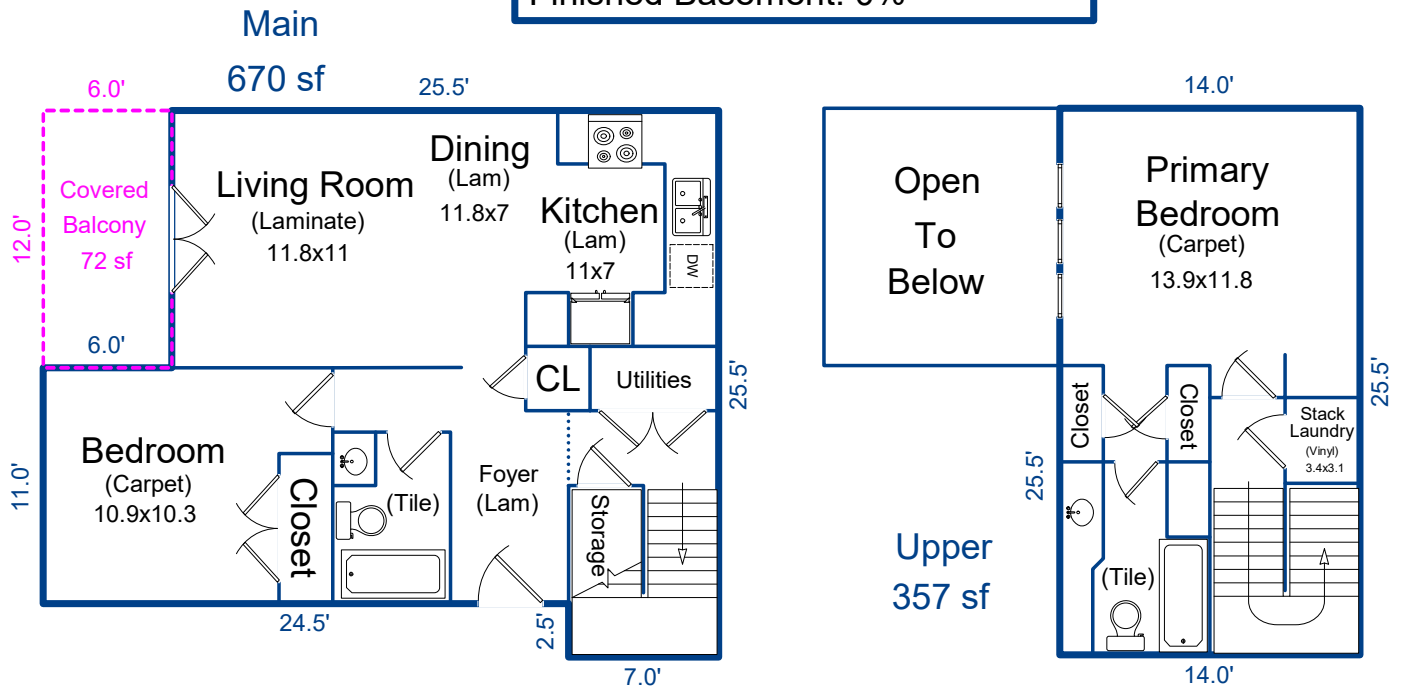 Finished Basement: 0%
Main
670 sf
6.0'
25.5'
12.0'
Covered
Balcony
72 sf
6.0'
Living Room
(Laminate)
11.8x11
Dining
(Lam)
11.8x7
Kitchen
(Lam)
11x7
DW
CL
Utilities
25.5'
11.0'
Bedroom
(Carpet)
10.9x10.3
Closet
(Tile)
Foyer
(Lam)
Storage
24.5'
2.5'
7.0'
14.0'
Open
To
Below
Primary
Bedroom
(Carpet)
13.9x11.8
25.5'
Closet
Closet
Stack
Laundry
(Vinyl)
3.4x3.1
25.5'
Upper
357 sf
(Tile)
14.0'